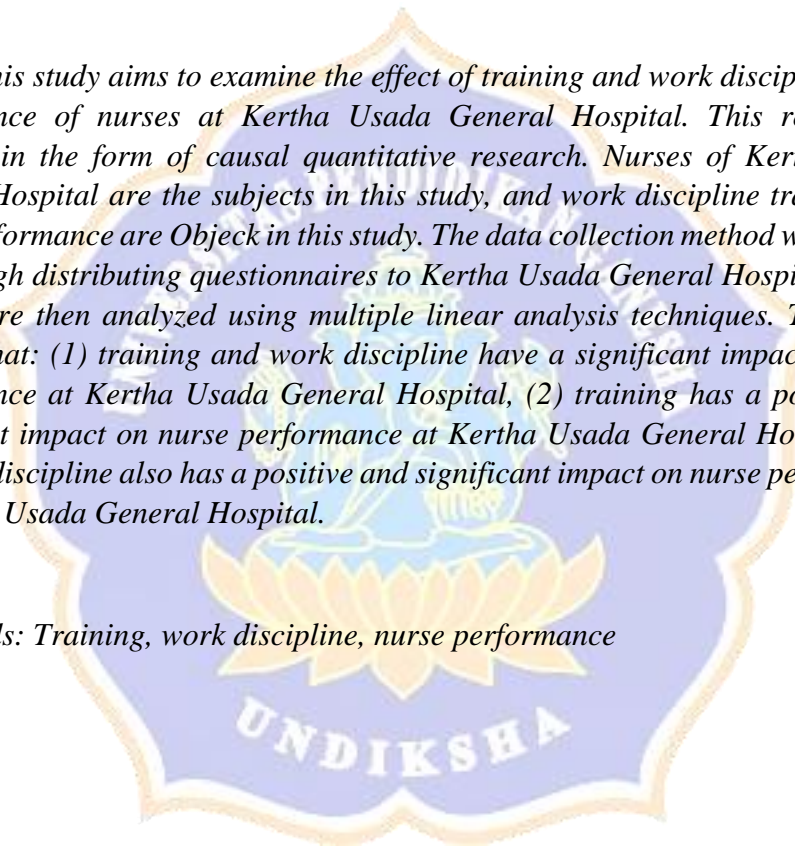 his study aims to examine the effect of training and work discip
nce of nurses at Kertha Usada General Hospital. This re
in the form of causal quantitative research. Nurses of Ker
Hospital are the subjects in this study, and work discipline tra
formance are Objeck in this study. The data collection method w
gh distributing questionnaires to Kertha Usada General Hospi
re then analyzed using multiple linear analysis techniques. T
hat: (1) training and work discipline have a significant impac
nce at Kertha Usada General Hospital, (2) training has a po
t impact on nurse performance at Kertha Usada General Ho
discipline also has a positive and significant impact on nurse pe
Usada General Hospital.
ls: Training, work discipline, nurse performance
UNIVERSITAS PENDIDIKAN GANESHA
UNDIKSHA